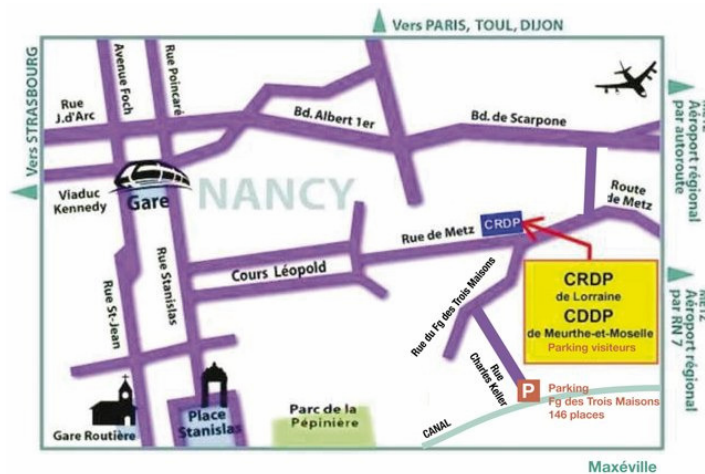 Vers PARIS, TOUL, DIJON
Vers STRASBOURG
Avenue Foch
Rue Poincaré
Rue
J.d'Arc
Bd. Albert 1er
Bd. de Scarpone
METZ
Aéroport régional
par autoroute
Viaduc
Kennedy
Gare
NANCY
Route
de Metz
Rue de Metz
CRDP
Cours Léopold
Rue Stanislas
Rue St-Jean
Rue du Fg des Trois Maisons
CRDP
de Lorraine
CDDP
de Meurthe-et-Moselle
Parking visiteurs
METZ
Aéroport régional
par RN 7
Rue
Charles Keller
P
Parking
Fg des Trois Maisons
146 places
Place
Stanislas
Parc de la
Pépinière
Gare Routière
CANAL
Maxéville